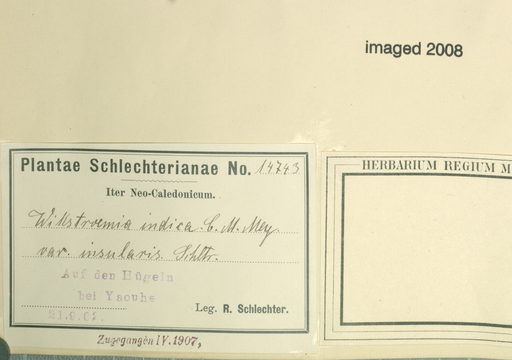 imaged 2008
Plantae Schlechterianae No. 14743
HERBARIUM REGIUM M
Iter Neo-Caledonicum.
Wikstroemia indica C. A. Mey
var. insularis Schltr.
Auf den Hügeln
bei Yaouhe
Leg. R. Schlechter.
Zugegangen IV. 1907,